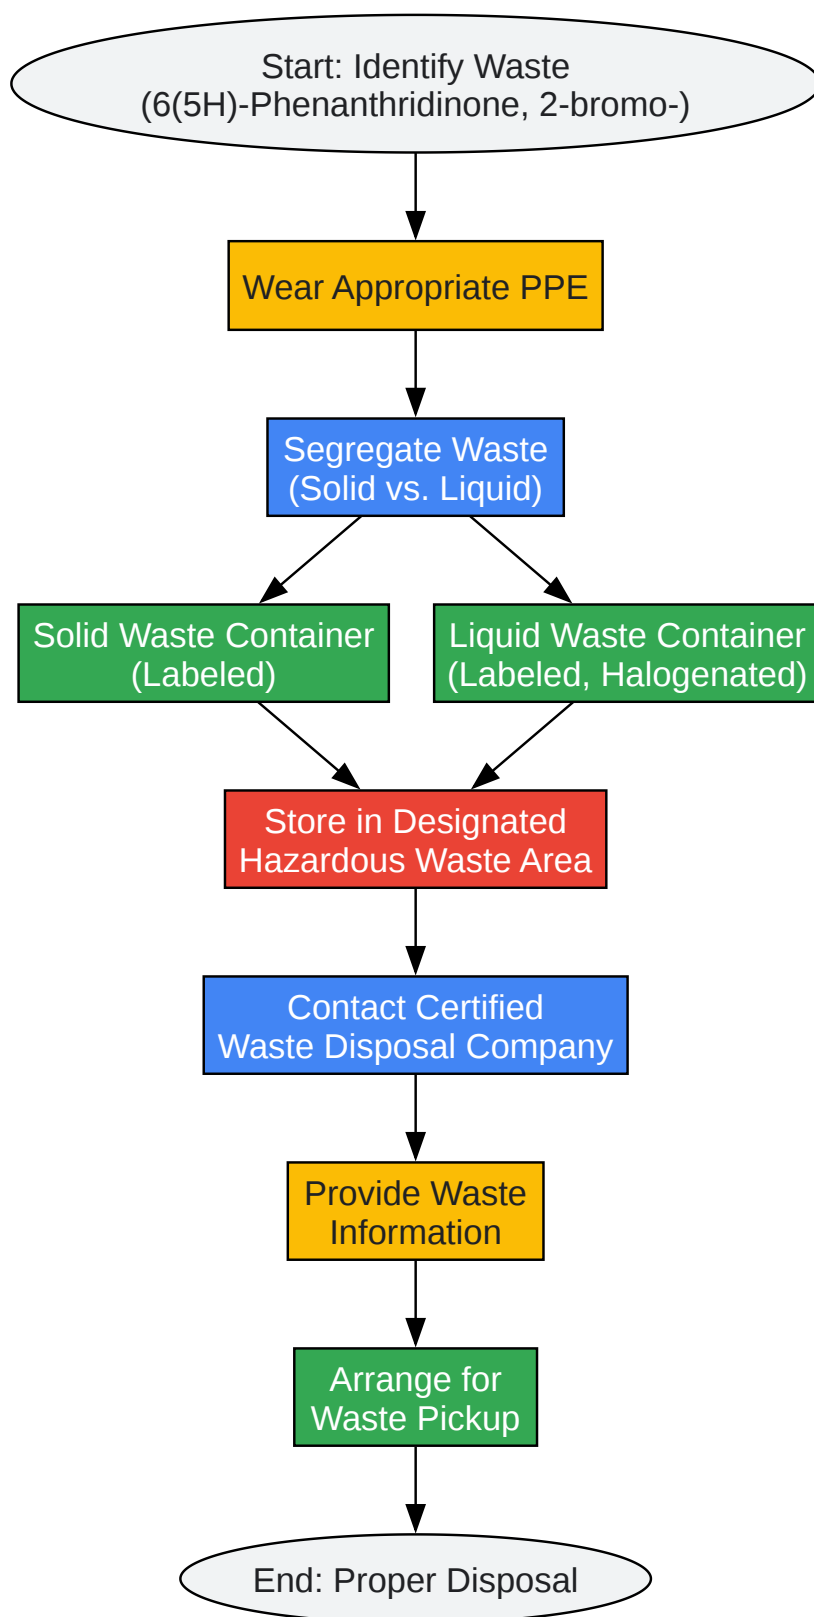 Start: Identify Waste
(6(5H)-Phenanthridinone, 2-bromo-)
Wear Appropriate PPE
Segregate Waste
(Solid vs. Liquid)
Solid Waste Container
(Labeled)
Liquid Waste Container
(Labeled, Halogenated)
Store in Designated
Hazardous Waste Area
Contact Certified
Waste Disposal Company
Provide Waste
Information
Arrange for
Waste Pickup
End: Proper Disposal